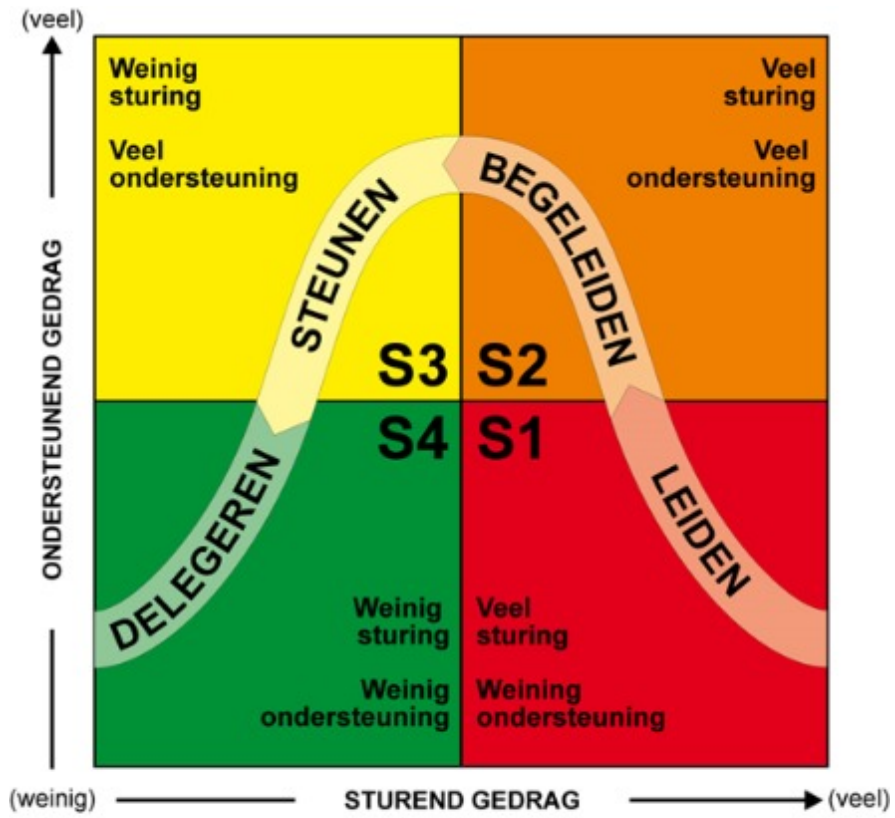 (veel)
Weinig
sturing
Veel
ondersteuning
Veel
sturing
Veel
ondersteuning
STEUNEN
BEGELEIDEN
S3
S2
ONDERSTEUNEND GEDRAG
S4
S1
DELEGEREN
LEIDEN
Weinig
sturing
Weinig
ondersteuning
Veel
sturing
Weining
ondersteuning
(weinig)
STUREND GEDRAG
(veel)